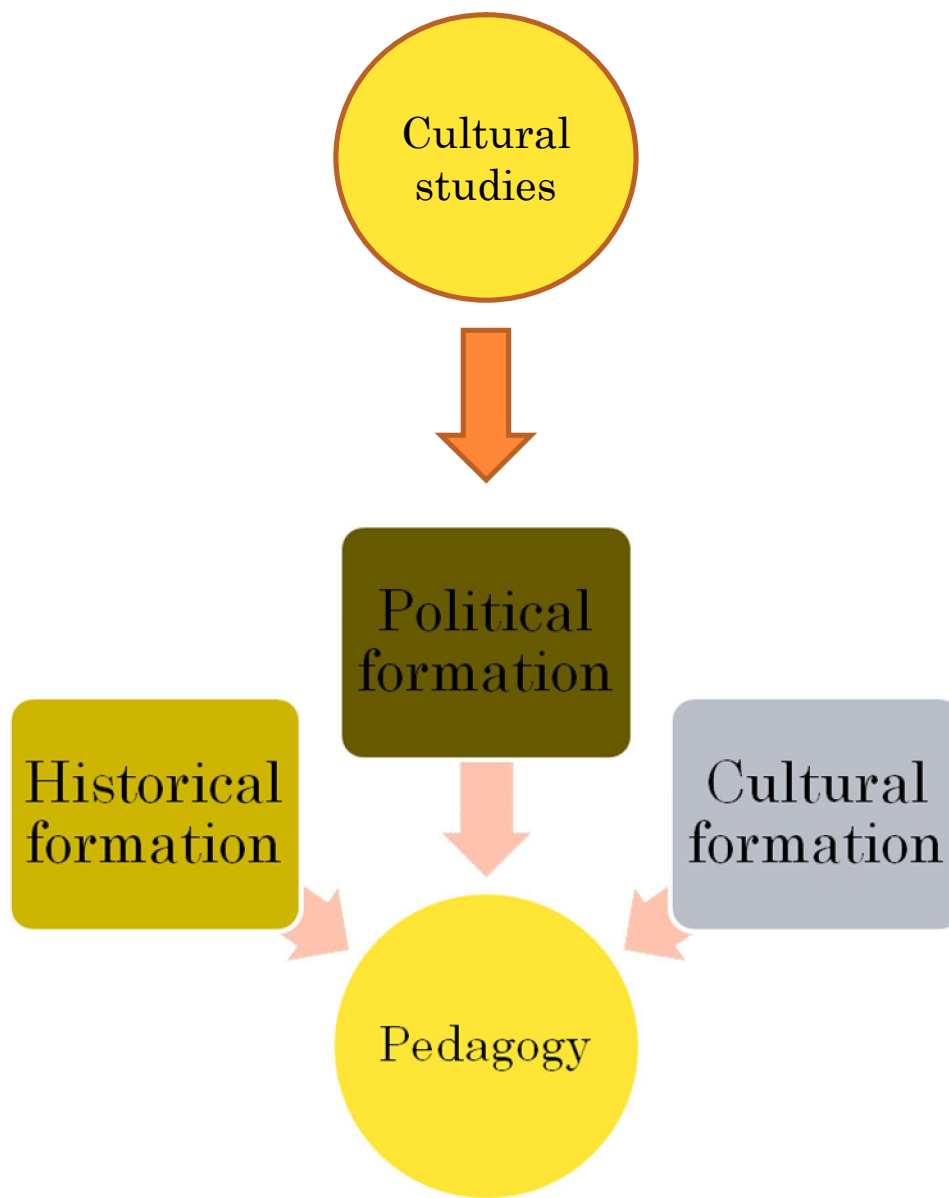 Cultural
studies
Political
formation
Historical
formation
Cultural
formation
Pedagogy